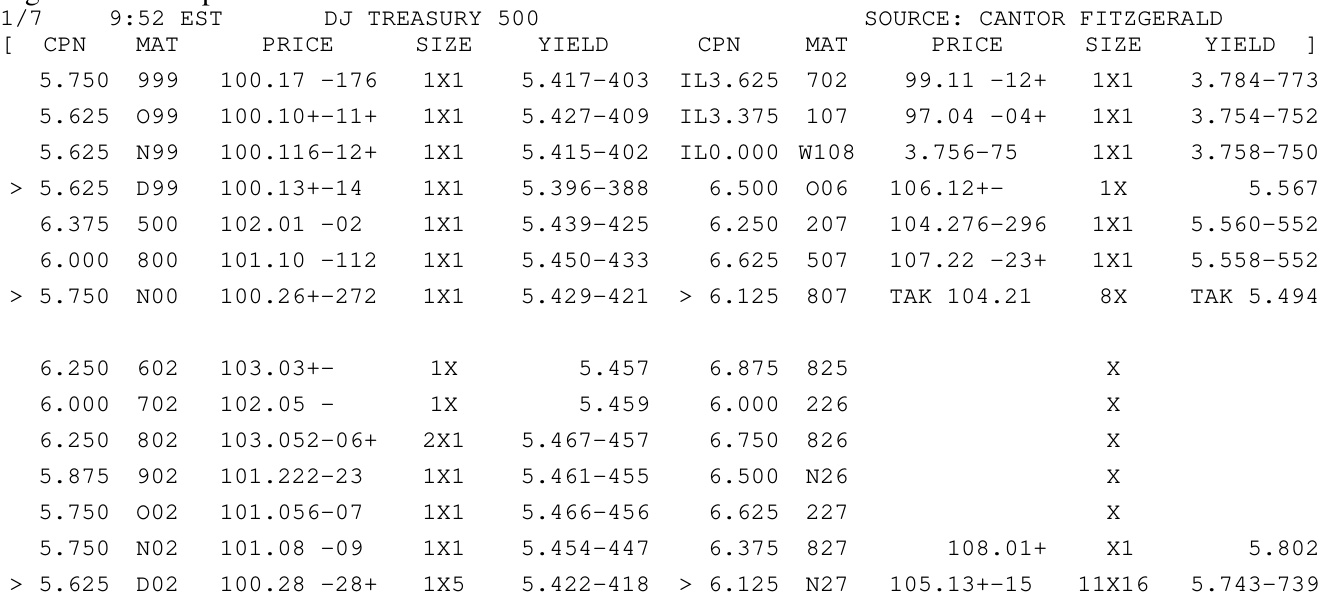 1/7 9:52 EST DJ TREASURY 500 SOURCE: CANTOR FITZGERALD
[ CPN MAT PRICE SIZE YIELD CPN MAT PRICE SIZE YIELD ]
5.750 999 100.17 -176 1X1 5.417-403 IL3.625 702 99.11 -12+ 1X1 3.784-773
5.625 O99 100.10+-11+ 1X1 5.427-409 IL3.375 107 97.04 -04+ 1X1 3.754-752
5.625 N99 100.116-12+ 1X1 5.415-402 IL0.000 W108 3.756-75 1X1 3.758-750
> 5.625 D99 100.13+-14 1X1 5.396-388 6.500 O06 106.12+- 1X 5.567
6.375 500 102.01 -02 1X1 5.439-425 6.250 207 104.276-296 1X1 5.560-552
6.000 800 101.10 -112 1X1 5.450-433 6.625 507 107.22 -23+ 1X1 5.558-552
> 5.750 N00 100.26+-272 1X1 5.429-421 > 6.125 807 TAK 104.21 8X TAK 5.494
6.250 602 103.03+- 1X 5.457 6.875 825 X
6.000 702 102.05 - 1X 5.459 6.000 226 X
6.250 802 103.052-06+ 2X1 5.467-457 6.750 826 X
5.875 902 101.222-23 1X1 5.461-455 6.500 N26 X
5.750 O02 101.056-07 1X1 5.466-456 6.625 227 X
5.750 N02 101.08 -09 1X1 5.454-447 6.375 827 108.01+ X1 5.802
> 5.625 D02 100.28 -28+ 1X5 5.422-418 > 6.125 N27 105.13+-15 11X16 5.743-739